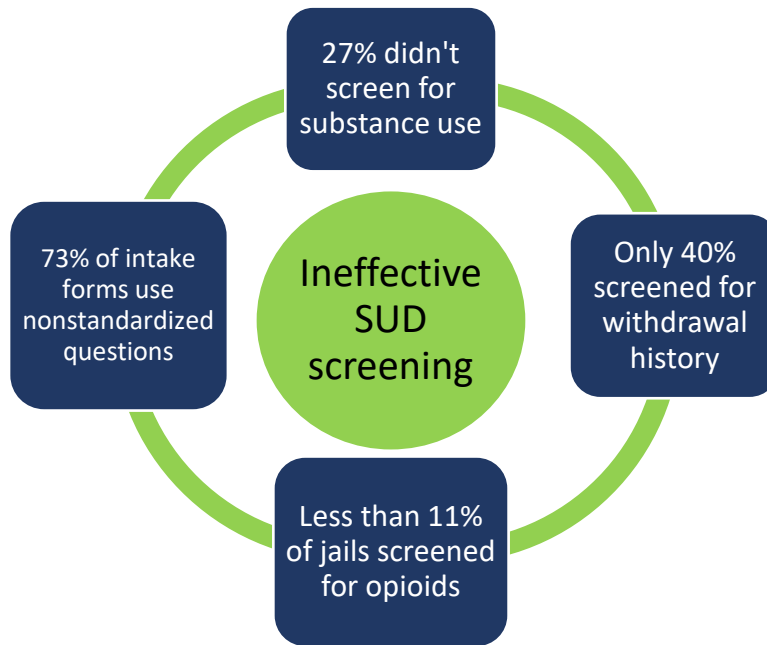 27% didn't
screen for
substance use
73% of intake
forms use
nonstandardized
questions
Ineffective
SUD
screening
Only 40%
screened for
withdrawal
history
Less than 11%
of jails screened
for opioids